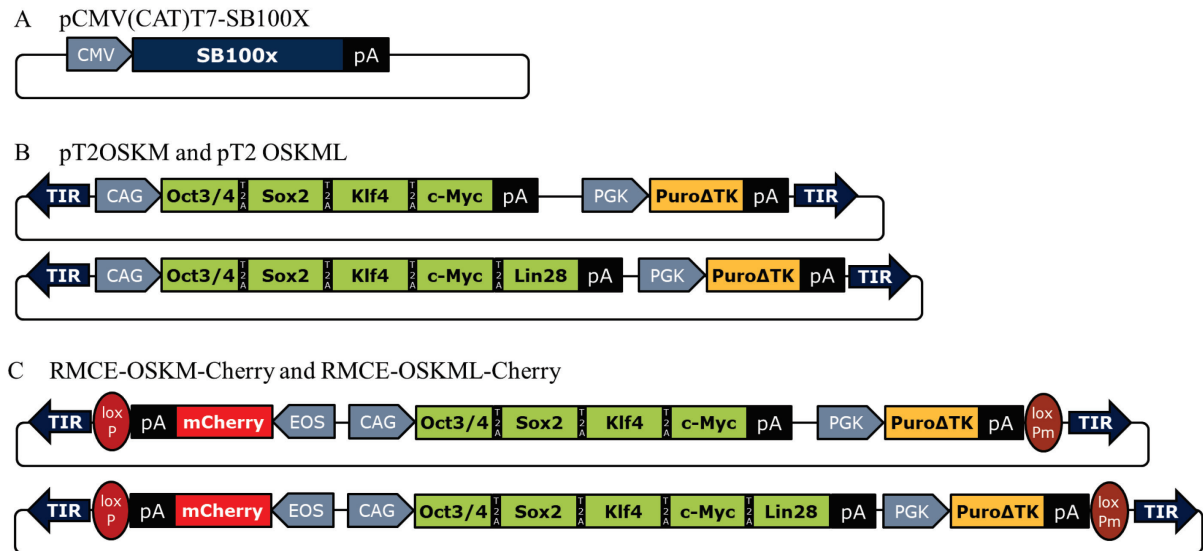 A pCMV(CAT)T7-SB100X
CMV SB100x pA
B pT2OSKM and pT2 OSKML
TIR CAG Oct3/4 T2A Sox2 T2A Klf4 T2A c-Myc pA PGK PuroΔTK pA TIR
TIR CAG Oct3/4 T2A Sox2 T2A Klf4 T2A c-Myc T2A Lin28 pA PGK PuroΔTK pA TIR
C RMCE-OSKM-Cherry and RMCE-OSKML-Cherry
TIR lox P pA mCherry EOS CAG Oct3/4 T2A Sox2 T2A Klf4 T2A c-Myc pA PGK PuroΔTK pA lox Pm TIR
TIR lox P pA mCherry EOS CAG Oct3/4 T2A Sox2 T2A Klf4 T2A c-Myc T2A Lin28 pA PGK PuroΔTK pA lox Pm TIR